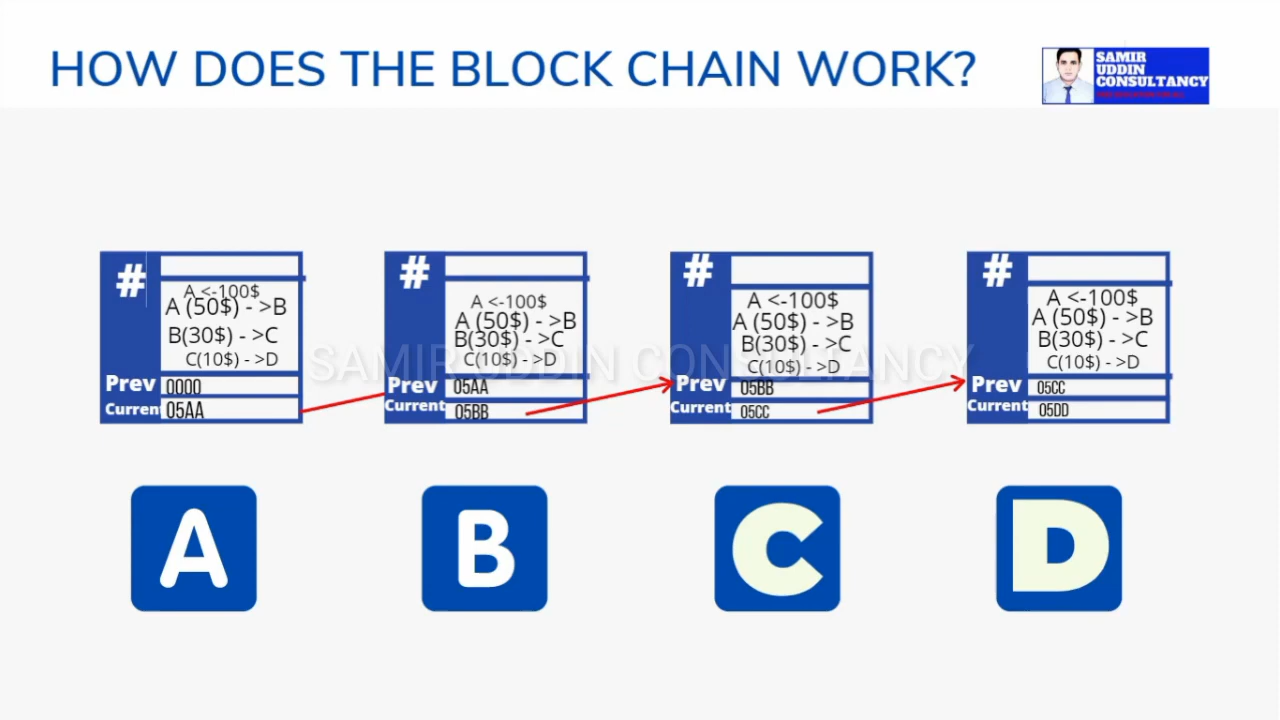 HOW DOES THE BLOCK CHAIN WORK?
SAMIR
UDDIN
CONSULTANCY
#
A <-100$
A (50$) - >B
B(30$) - >C
C(10$) - >D
Prev 0000
Current 05AA
#
A <-100$
A (50$) - >B
B(30$) - >C
C(10$) - >D
Prev 05AA
Current 05BB
#
A <-100$
A (50$) - >B
B(30$) - >C
C(10$) - >D
Prev 05BB
Current 05CC
#
A <-100$
A (50$) - >B
B(30$) - >C
C(10$) - >D
Prev 05CC
Current 05DD
SAMIR UDDIN CONSULTANCY
A B C D